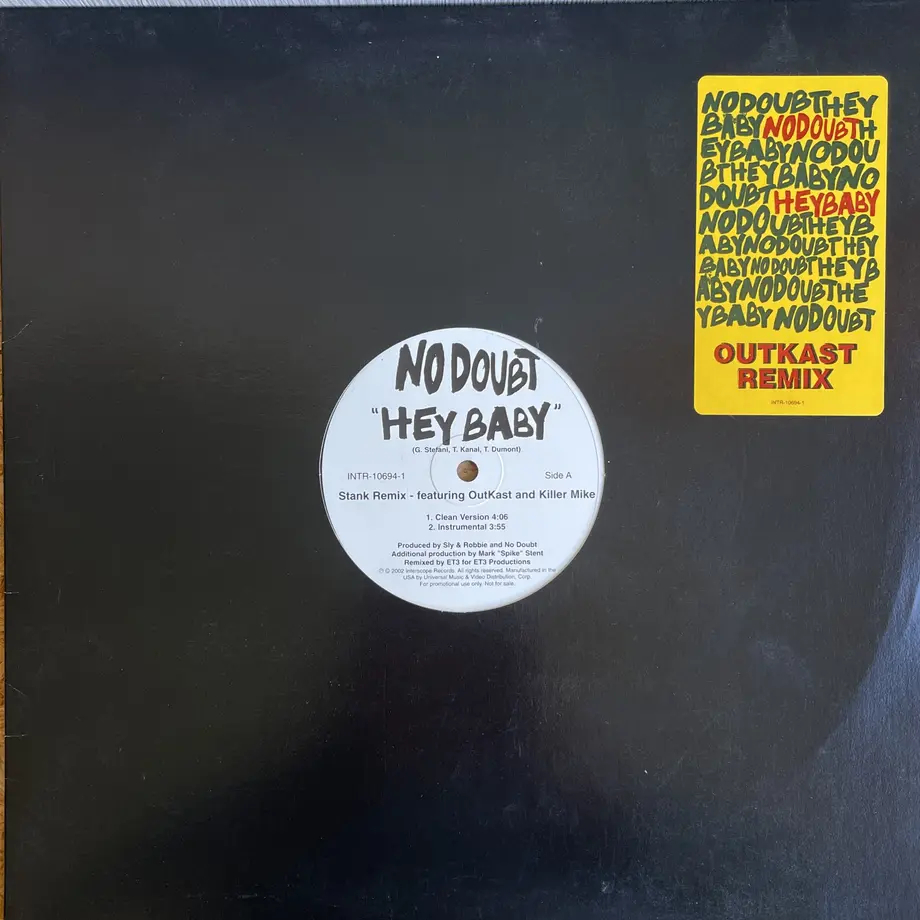 NO DOUBT
"HEY BABY"
(G. Stefani, T. Kanal, T. Dumont)
INTR-10694-1 Side A
Stank Remix - featuring OutKast and Killer Mike
1. Clean Version 4:06
2. Instrumental 3:55
Produced by Sly & Robbie and No Doubt
Additional production by Mark "Spike" Stent
Remixed by ET3 for ET3 Productions
℗ © 2002 Interscope Records. All rights reserved. Manufactured in the
USA by Universal Music & Video Distribution, Corp.
For promotional use only. Not for sale.
NODOUBTHEY
BABYNODOUBTH
EYBABYNODOU
BTHEYBABYNO
DOUBTHEYBABY
NODOUBTHEYB
ABYNODOUBTHEY
BABYNODOUBTHEYB
ABYNODOUBTHE
YBABYNODOUBT
OUTKAST
REMIX
INTR-10694-1